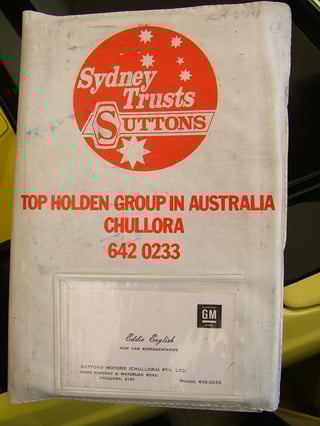 Sydney
Trusts
SUTTONS
TOP HOLDEN GROUP IN AUSTRALIA
CHULLORA
642 0233
GM
Eddie English
NEW CAR REPRESENTATIVE
SUTTONS MOTORS (CHULLORA) PTY. LTD.
HUME HIGHWAY & WATERLOO ROAD
CHULLORA, 2190
PHONE: 642-0233